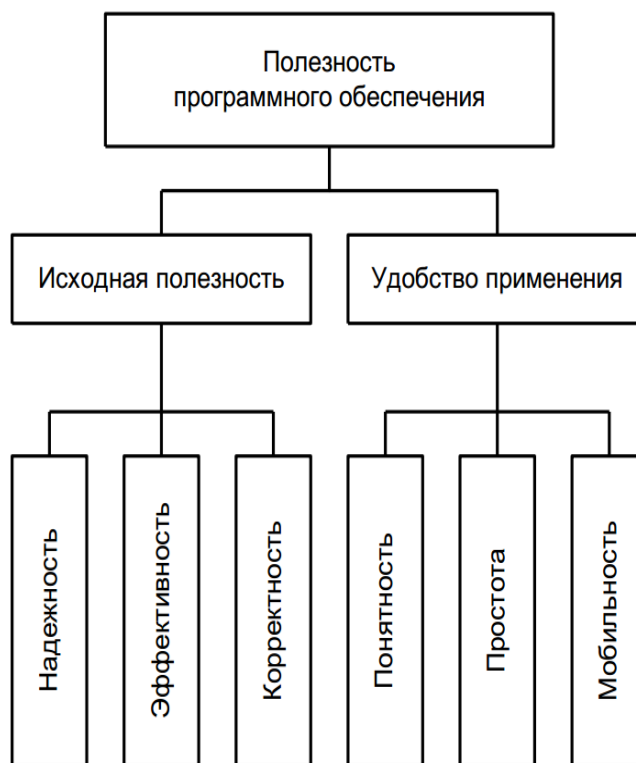 Полезность
программного обеспечения
Исходная полезность
Удобство применения
Надежность
Эффективность
Корректность
Понятность
Простота
Мобильность